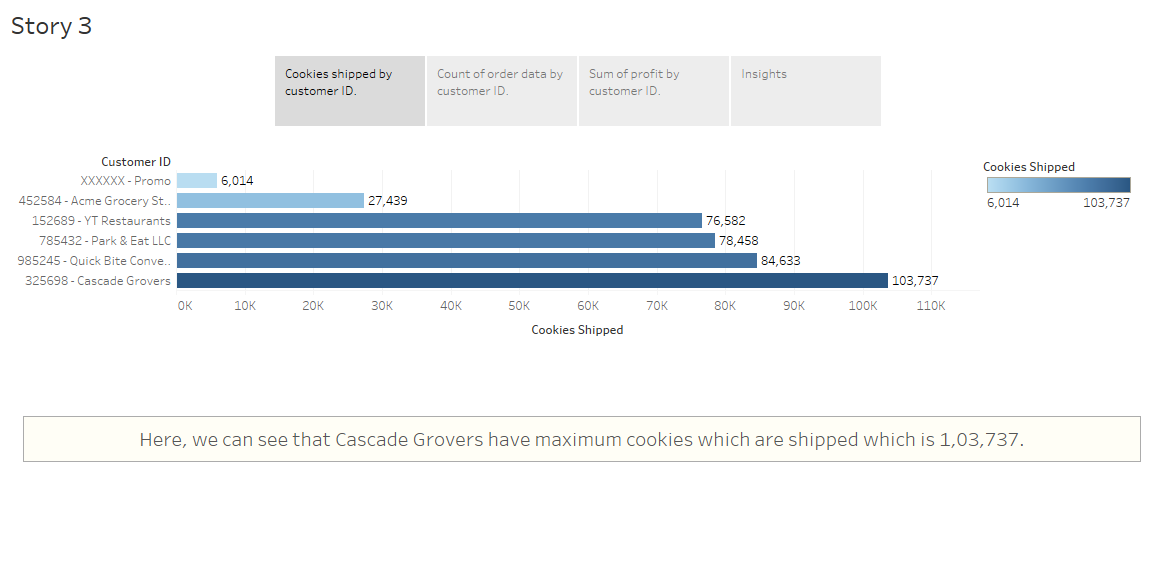 Story 3
Cookies shipped by
customer ID.
Count of order data by
customer ID.
Sum of profit by
customer ID.
Insights
Customer ID
XXXXXX - Promo 6,014
452584 - Acme Grocery St.. 27,439
152689 - YT Restaurants 76,582
785432 - Park & Eat LLC 78,458
985245 - Quick Bite Conve.. 84,633
325698 - Cascade Grovers 103,737
0K 10K 20K 30K 40K 50K 60K 70K 80K 90K 100K 110K
Cookies Shipped
Cookies Shipped
6,014 103,737
Here, we can see that Cascade Grovers have maximum cookies which are shipped which is 1,03,737.